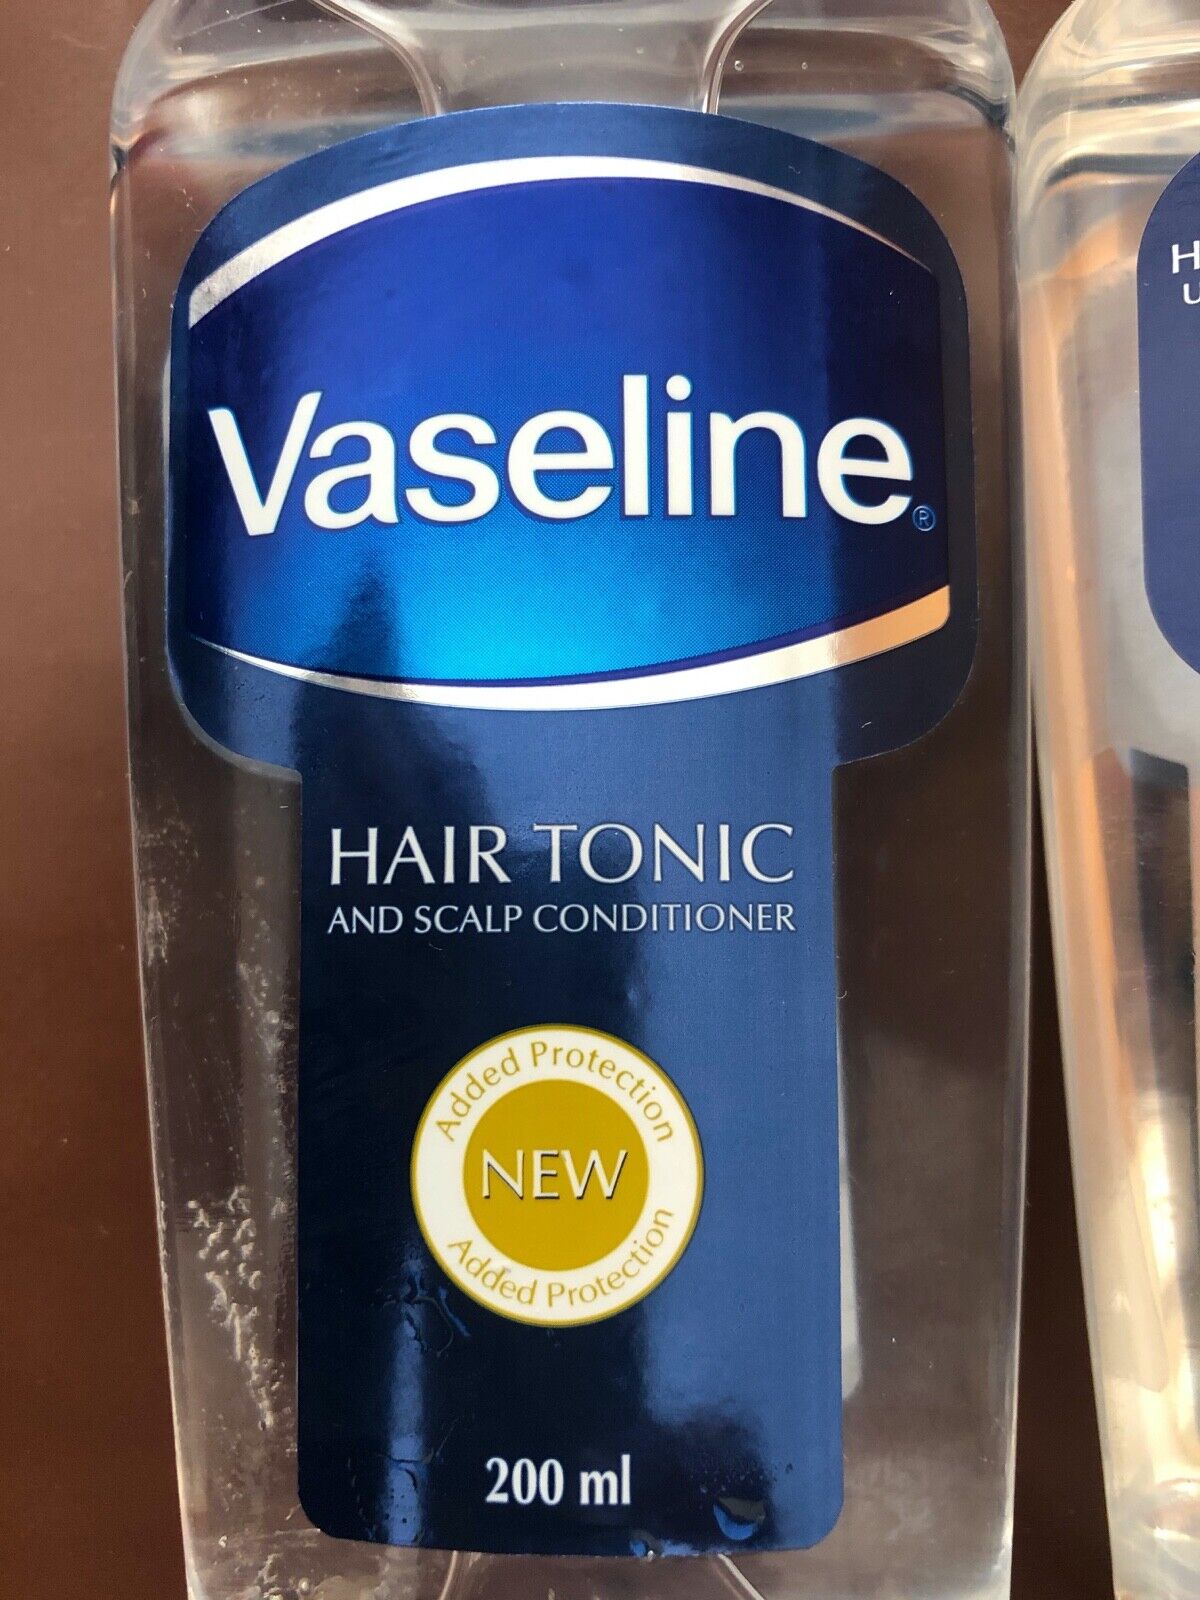 Vaseline®
HAIR TONIC
AND SCALP CONDITIONER
Added Protection
NEW
Added Protection
200 ml